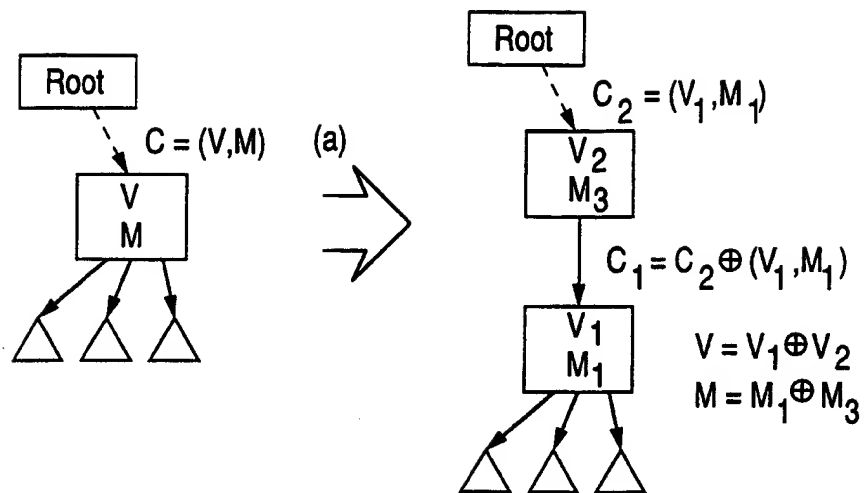 Root
C = (V,M)
V
M
(a)
Root
C₂ = (V₁,M₁)
V₂
M₃
C₁ = C₂ ⊕ (V₁,M₁)
V₁
M₁
V = V₁ ⊕ V₂
M = M₁ ⊕ M₃